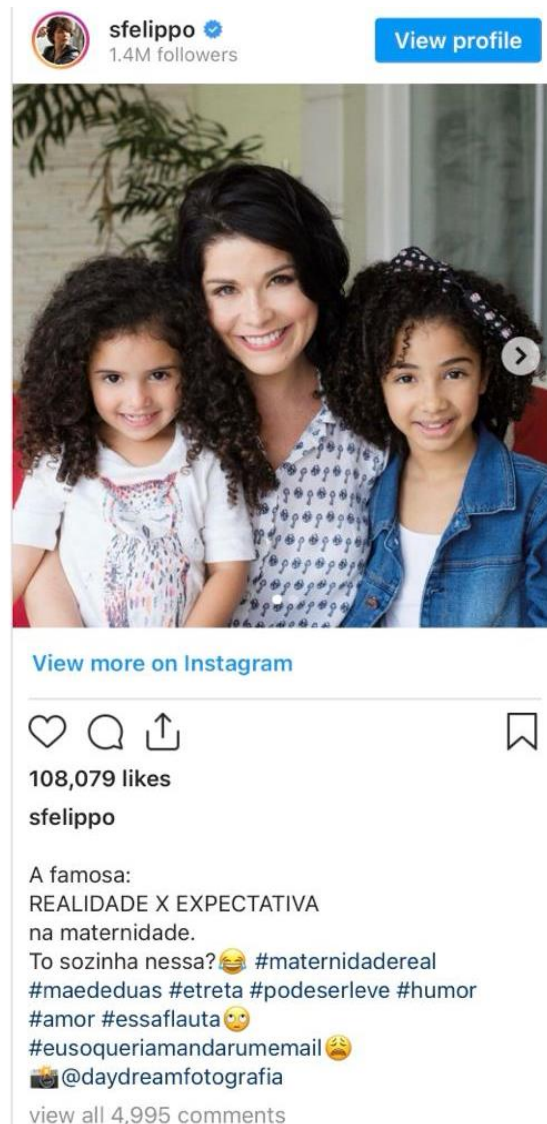 sfelippo
1.4M followers
View profile
View more on Instagram
108,079 likes
sfelippo
A famosa:
REALIDADE X EXPECTATIVA
na maternidade.
To sozinha nessa?😂 #maternidadereal
#maededuas #etreta #podeserleve #humor
#amor #essaflauta🙄
#eusoqueriamandarumemail😩
📸@daydreamfotografia
view all 4,995 comments